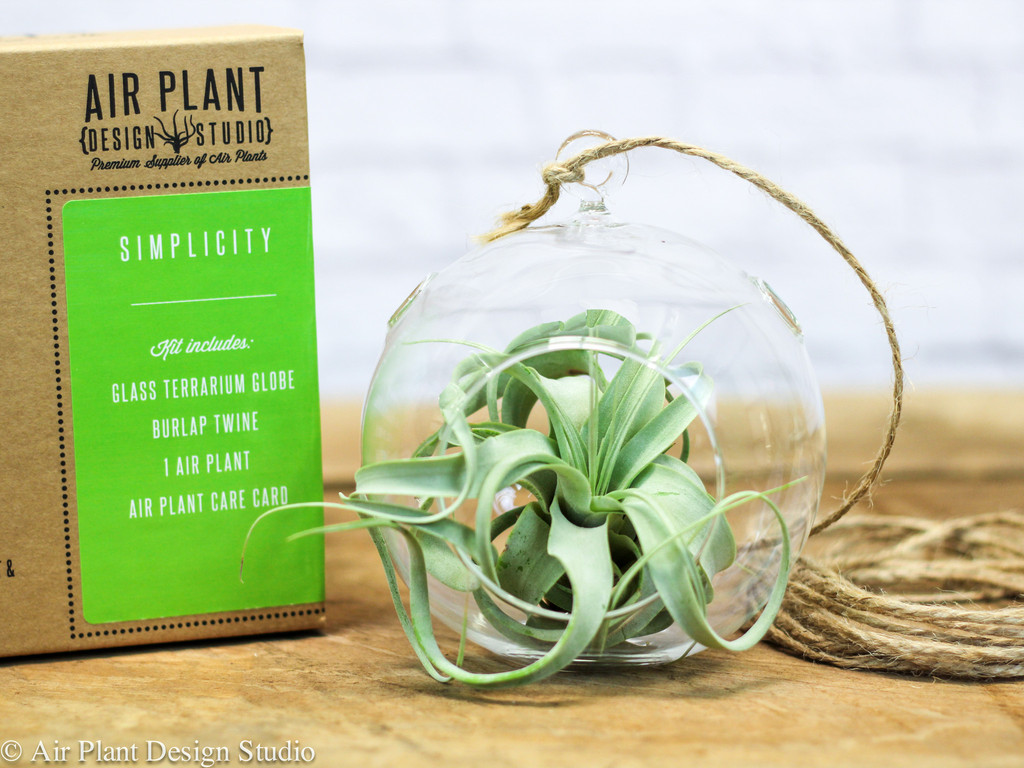 AIR PLANT
{DESIGN STUDIO}
Premium Supplier of Air Plants
SIMPLICITY
Kit includes:
GLASS TERRARIUM GLOBE
BURLAP TWINE
1 AIR PLANT
AIR PLANT CARE CARD
&
© Air Plant Design Studio